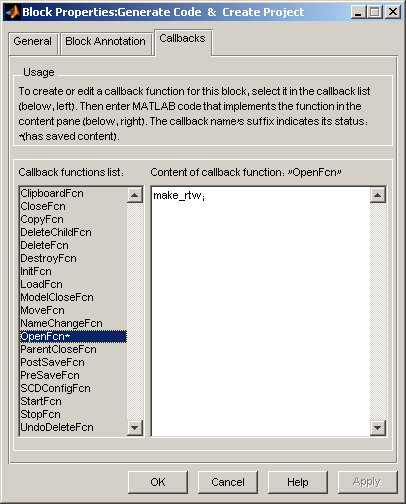 Block Properties:Generate Code & Create Project
General
Block Annotation
Callbacks
Usage
To create or edit a callback function for this block, select it in the callback list
(below, left). Then enter MATLAB code that implements the function in the
content pane (below, right). The callback name's suffix indicates its status:
*(has saved content).
Callback functions list:
ClipboardFcn
CloseFcn
CopyFcn
DeleteChildFcn
DeleteFcn
DestroyFcn
InitFcn
LoadFcn
ModelCloseFcn
MoveFcn
NameChangeFcn
OpenFcn*
ParentCloseFcn
PostSaveFcn
PreSaveFcn
SCDConfigFcn
StartFcn
StopFcn
UndoDeleteFcn
Content of callback function: "OpenFcn"
make_rtw;
OK
Cancel
Help
Apply